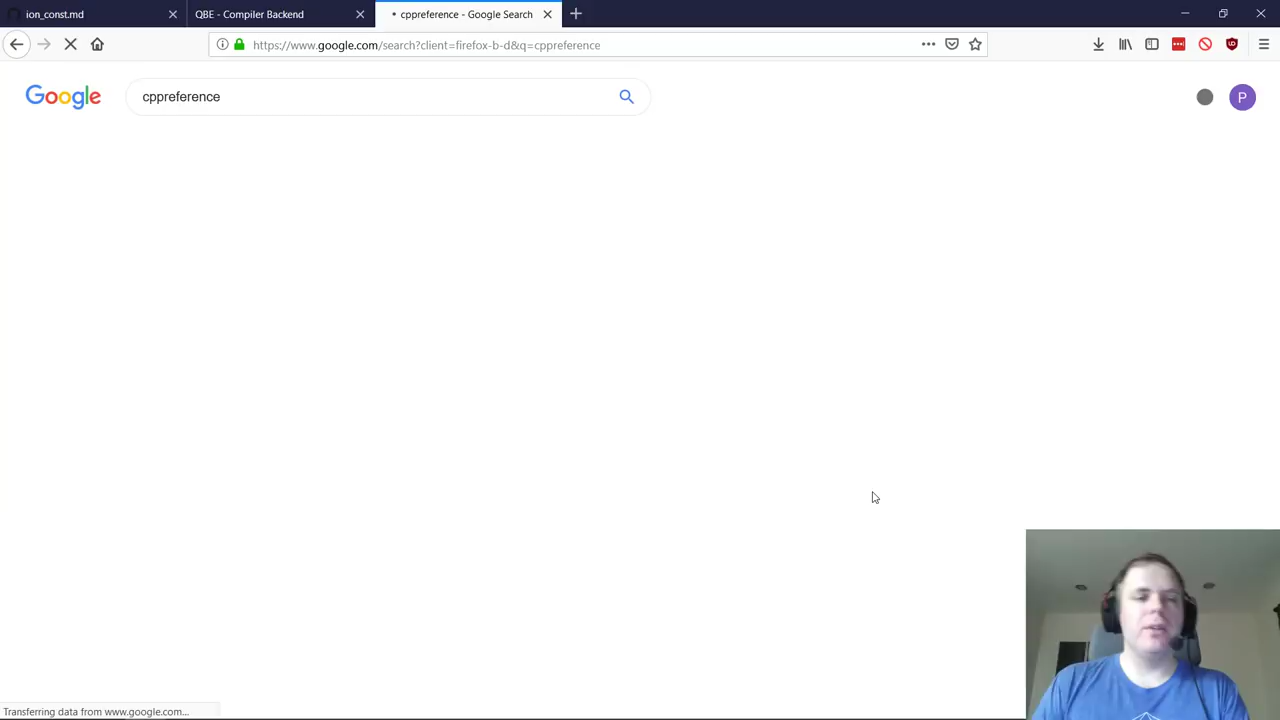 ion_const.md
QBE - Compiler Backend
cppreference - Google Search
https://www.google.com/search?client=firefox-b-d&q=cppreference
Google
cppreference
P
Transferring data from www.google.com...